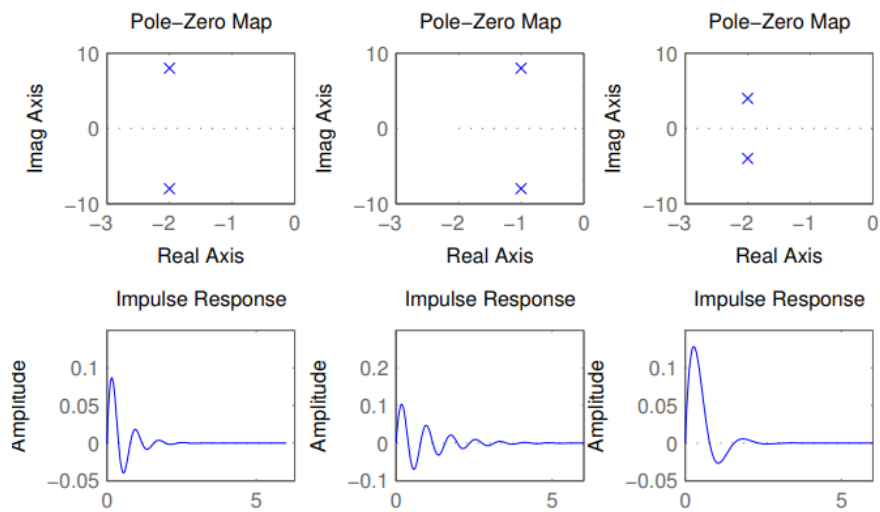 Pole−Zero Map
Pole−Zero Map
Pole−Zero Map
Imag Axis
10
0
−10
−3 −2 −1 0
Real Axis
Imag Axis
10
0
−10
−3 −2 −1 0
Real Axis
Imag Axis
10
0
−10
−3 −2 −1 0
Real Axis
Impulse Response
Impulse Response
Impulse Response
Amplitude
0.1
0.05
0
−0.05
0 5
Amplitude
0.2
0.1
0
−0.1
0 5
Amplitude
0.1
0.05
0
−0.05
0 5